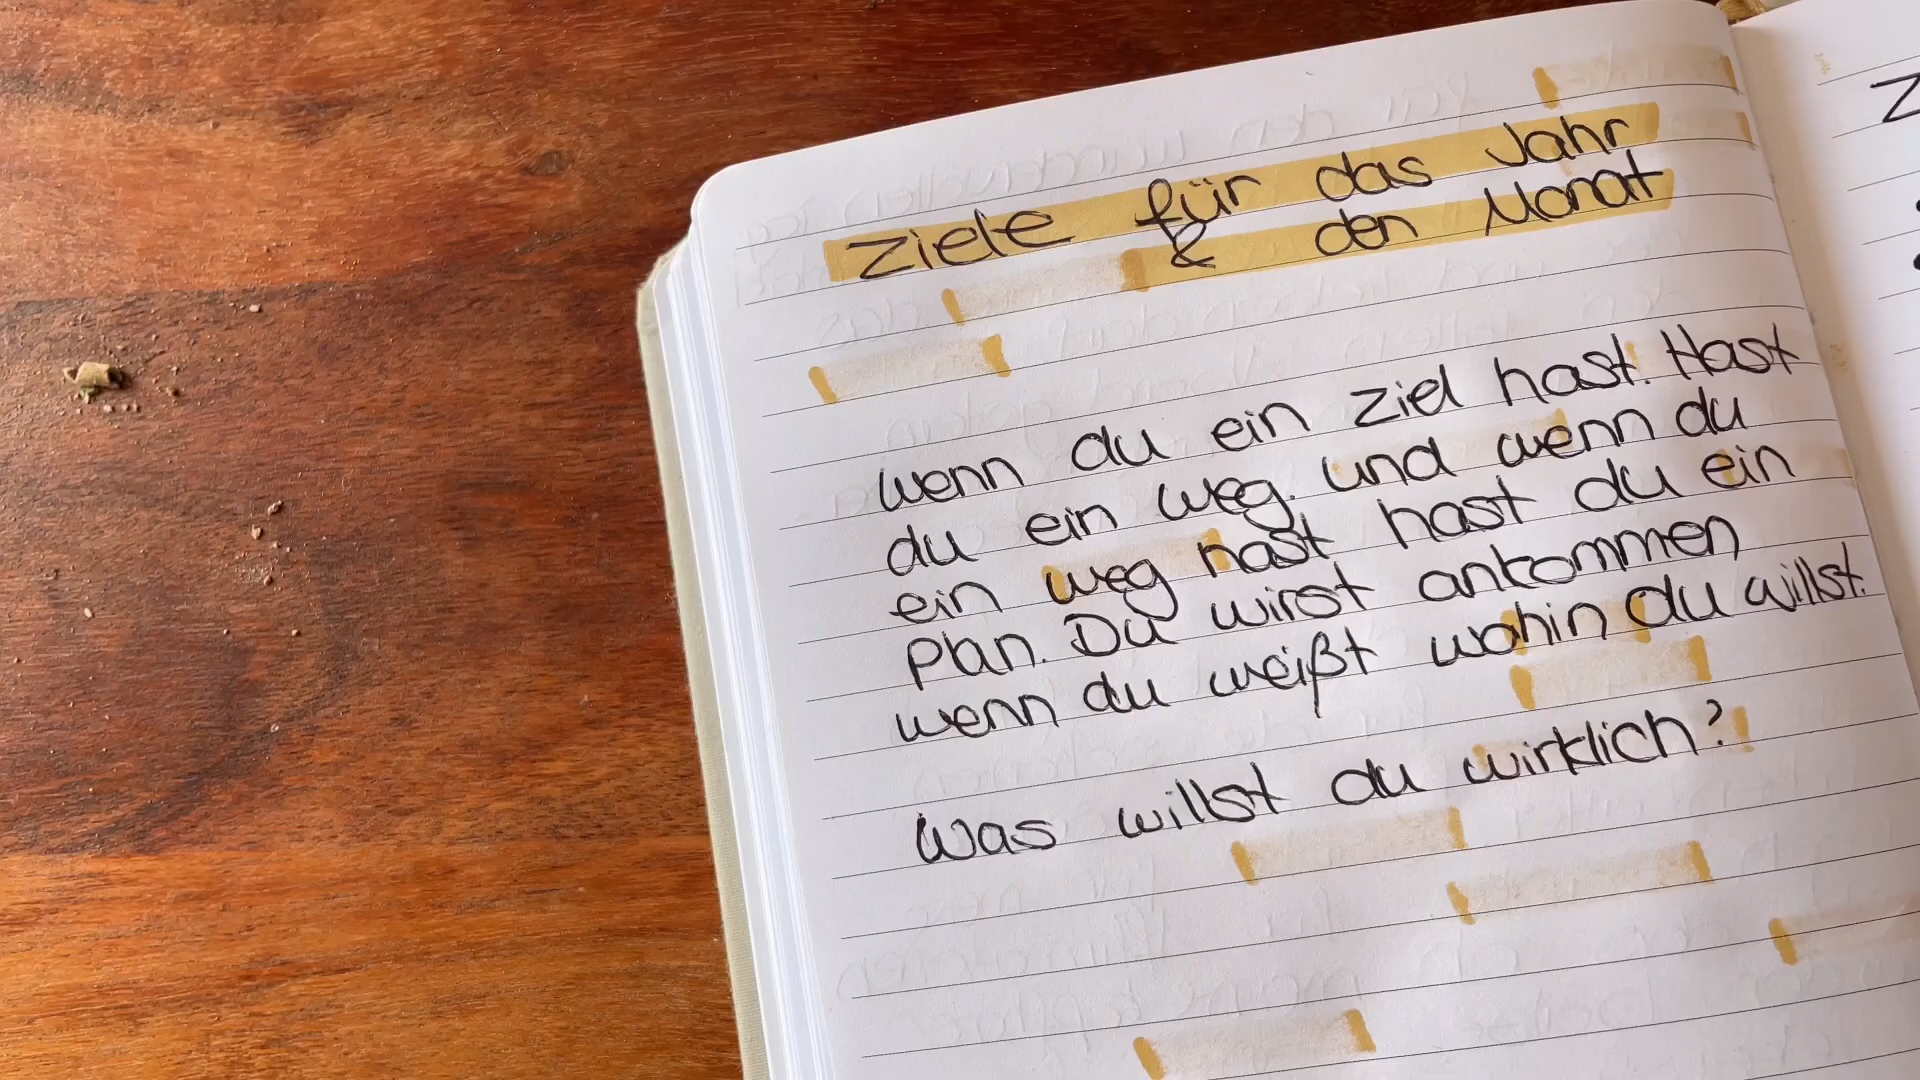 Ziele für das Jahr
& den Monat
Wenn du ein Ziel hast. Hast
du ein Weg. und wenn du
ein Weg hast hast du ein
Plan. Du wirst ankommen
wenn du weißt wohin du willst.
Was willst du wirklich?
Z